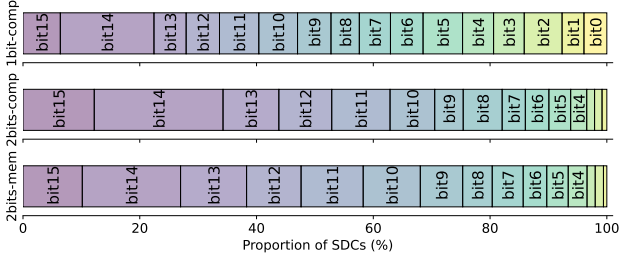 1bit-comp
bit15 bit14 bit13 bit12 bit11 bit10 bit9 bit8 bit7 bit6 bit5 bit4 bit3 bit2 bit1 bit0
2bits-comp
bit15 bit14 bit13 bit12 bit11 bit10 bit9 bit8 bit7 bit6 bit5 bit4
2bits-mem
bit15 bit14 bit13 bit12 bit11 bit10 bit9 bit8 bit7 bit6 bit5 bit4
0 20 40 60 80 100
Proportion of SDCs (%)